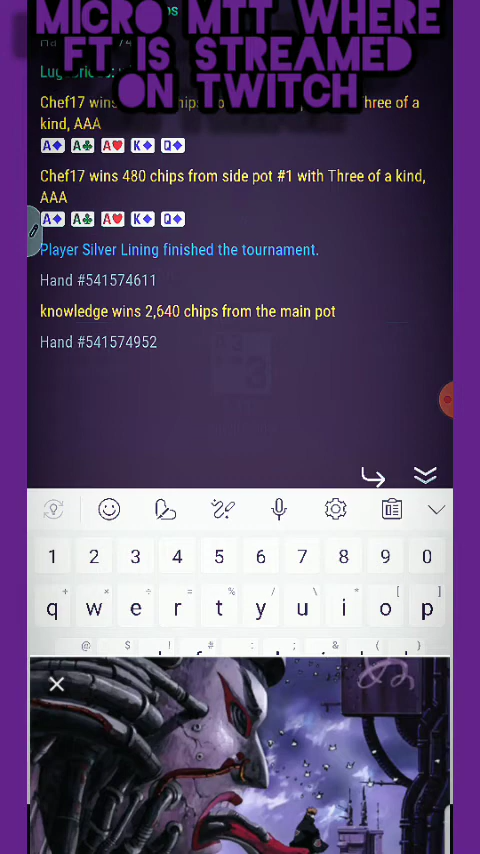 MICRO MTT WHERE
FT IS STREAMED
ON TWITCH
Chef17 wins
Three of a
kind, AAA
A♦ A♣ A♥ K♦ Q♦
Chef17 wins 480 chips from side pot #1 with Three of a kind,
AAA
A♦ A♣ A♥ K♦ Q♦
Player Silver Lining finished the tournament.
Hand #541574611
knowledge wins 2,640 chips from the main pot
Hand #541574952
1 2 3 4 5 6 7 8 9 0
+ × ÷ = % / \ * [ ]
q w e r t y u i o p
@ $ ! # : ; & ( )